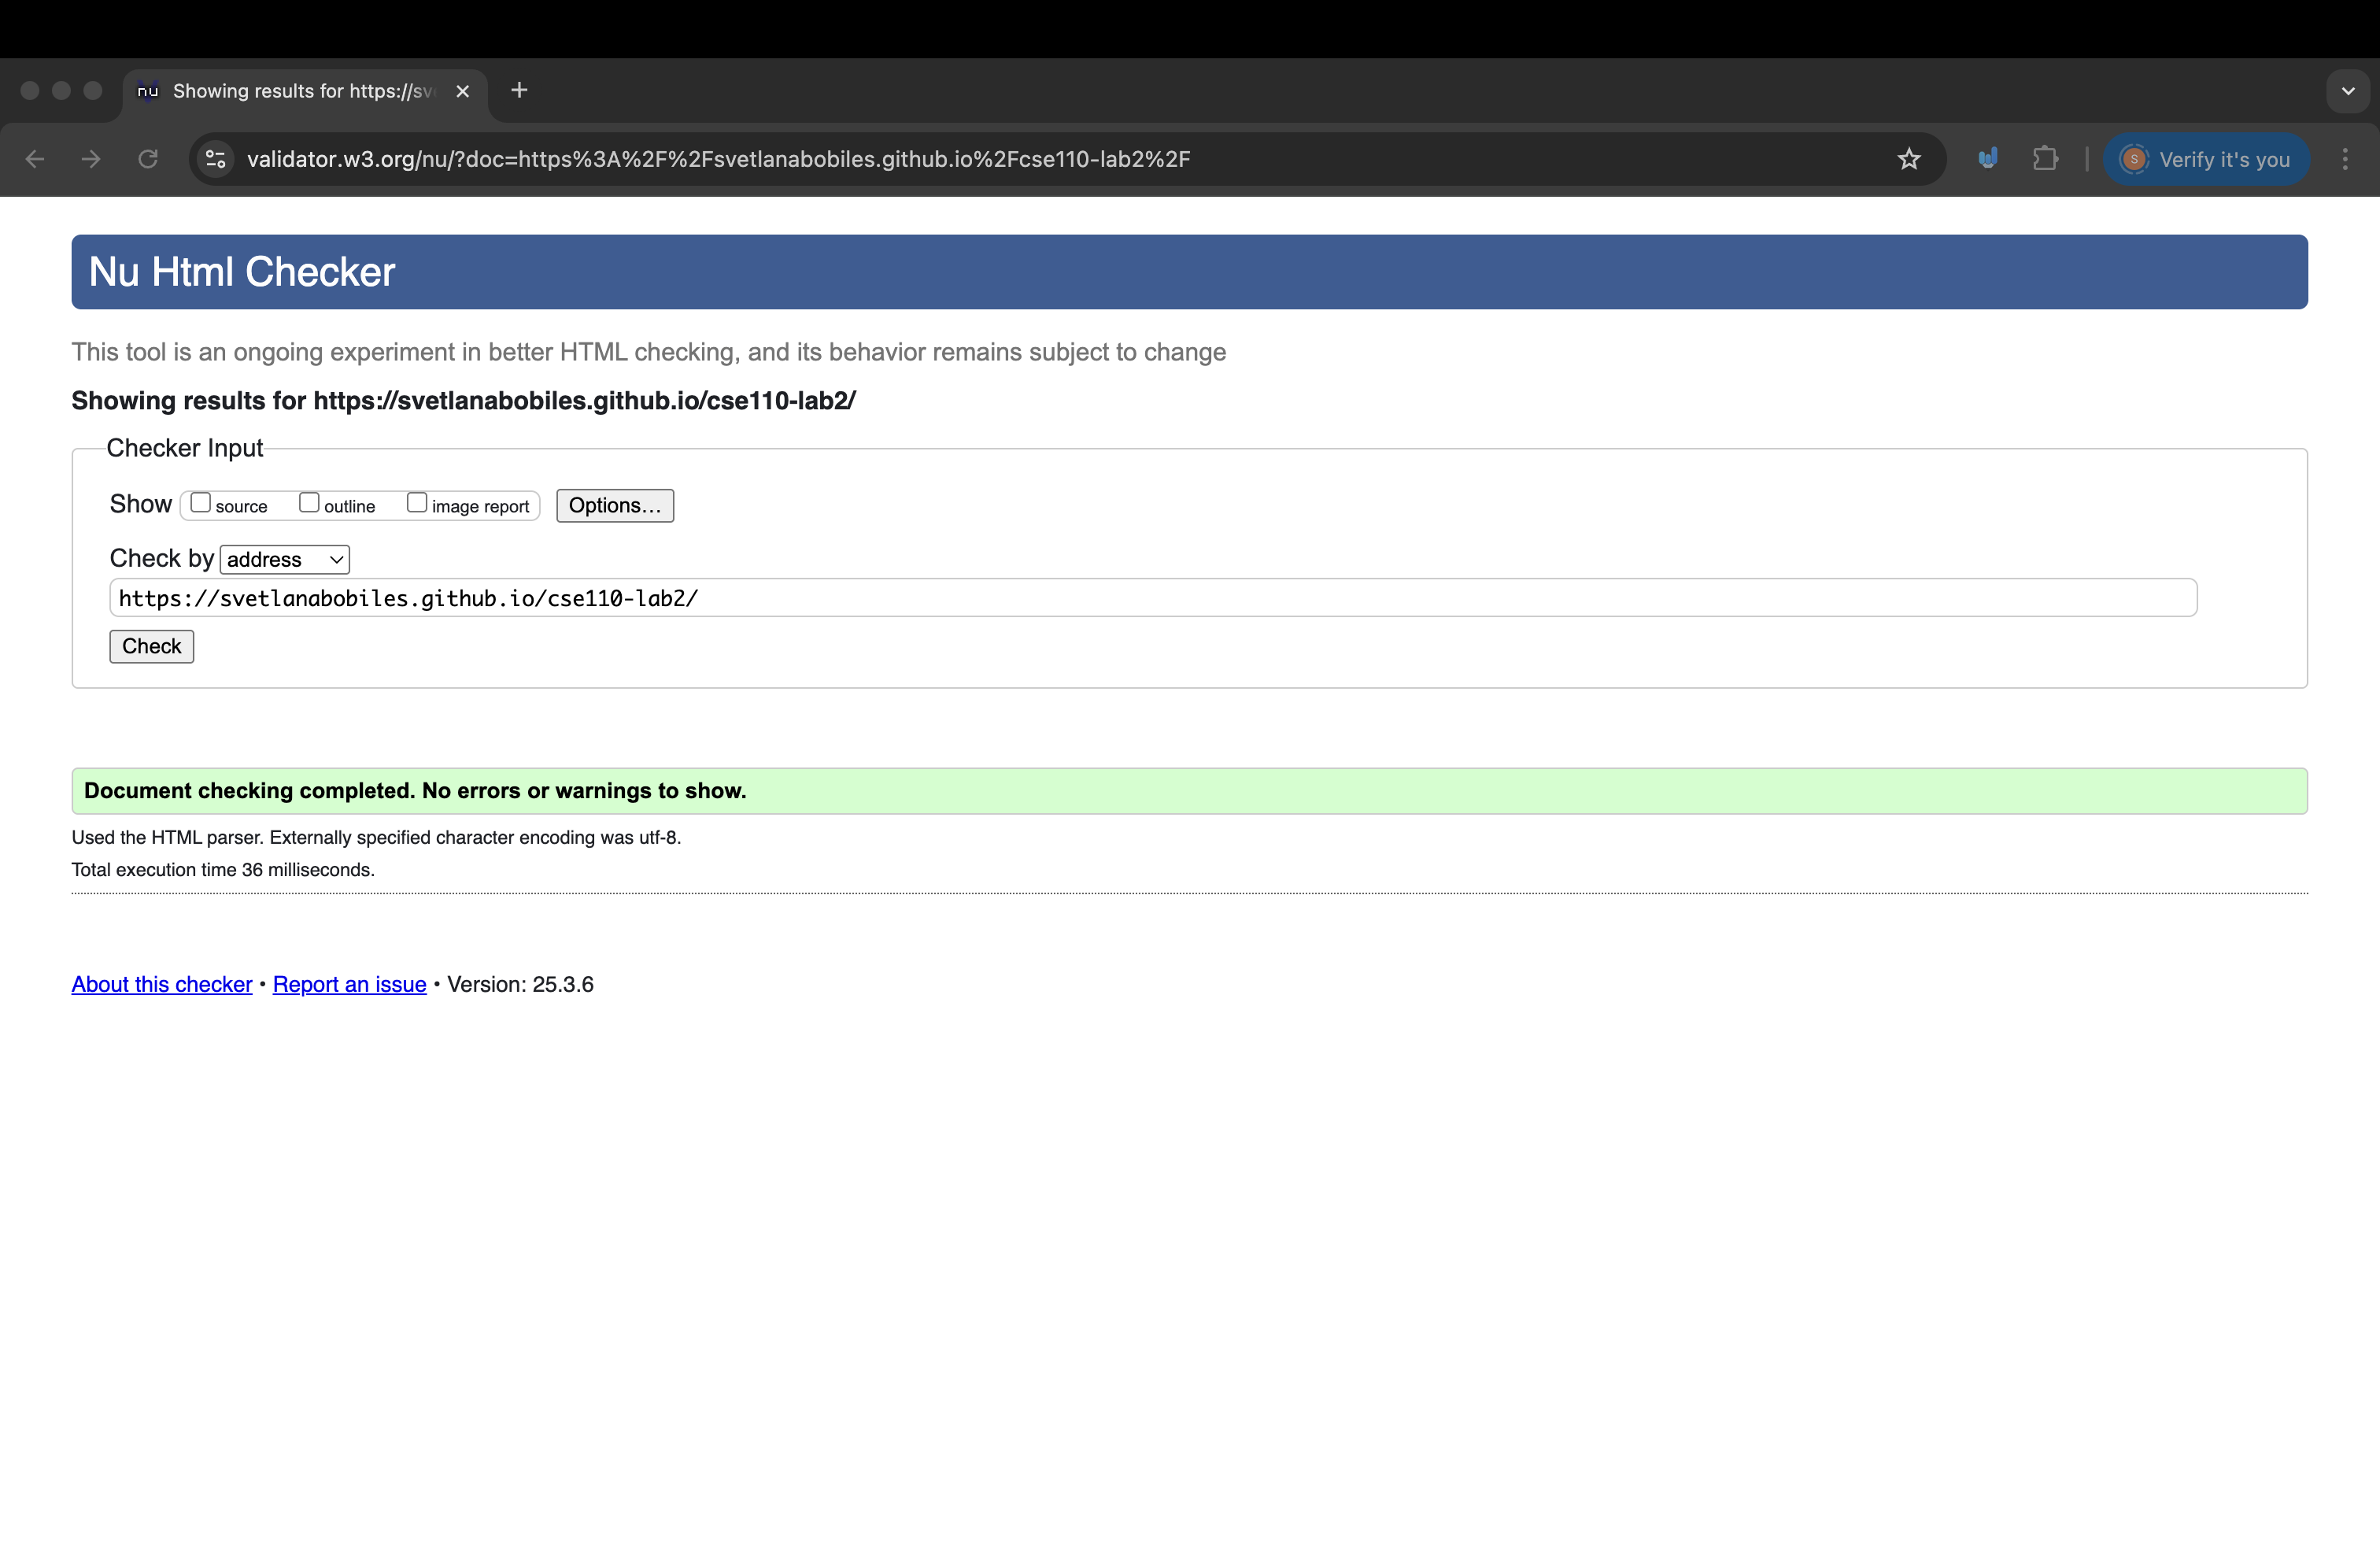 nu Showing results for https://sv
validator.w3.org/nu/?doc=https%3A%2F%2Fsvetlanabobiles.github.io%2Fcse110-lab2%2F
S Verify it's you
Nu Html Checker
This tool is an ongoing experiment in better HTML checking, and its behavior remains subject to change
Showing results for https://svetlanabobiles.github.io/cse110-lab2/
Checker Input
Show source outline image report Options...
Check by address
https://svetlanabobiles.github.io/cse110-lab2/
Check
Document checking completed. No errors or warnings to show.
Used the HTML parser. Externally specified character encoding was utf-8.
Total execution time 36 milliseconds.
About this checker • Report an issue • Version: 25.3.6